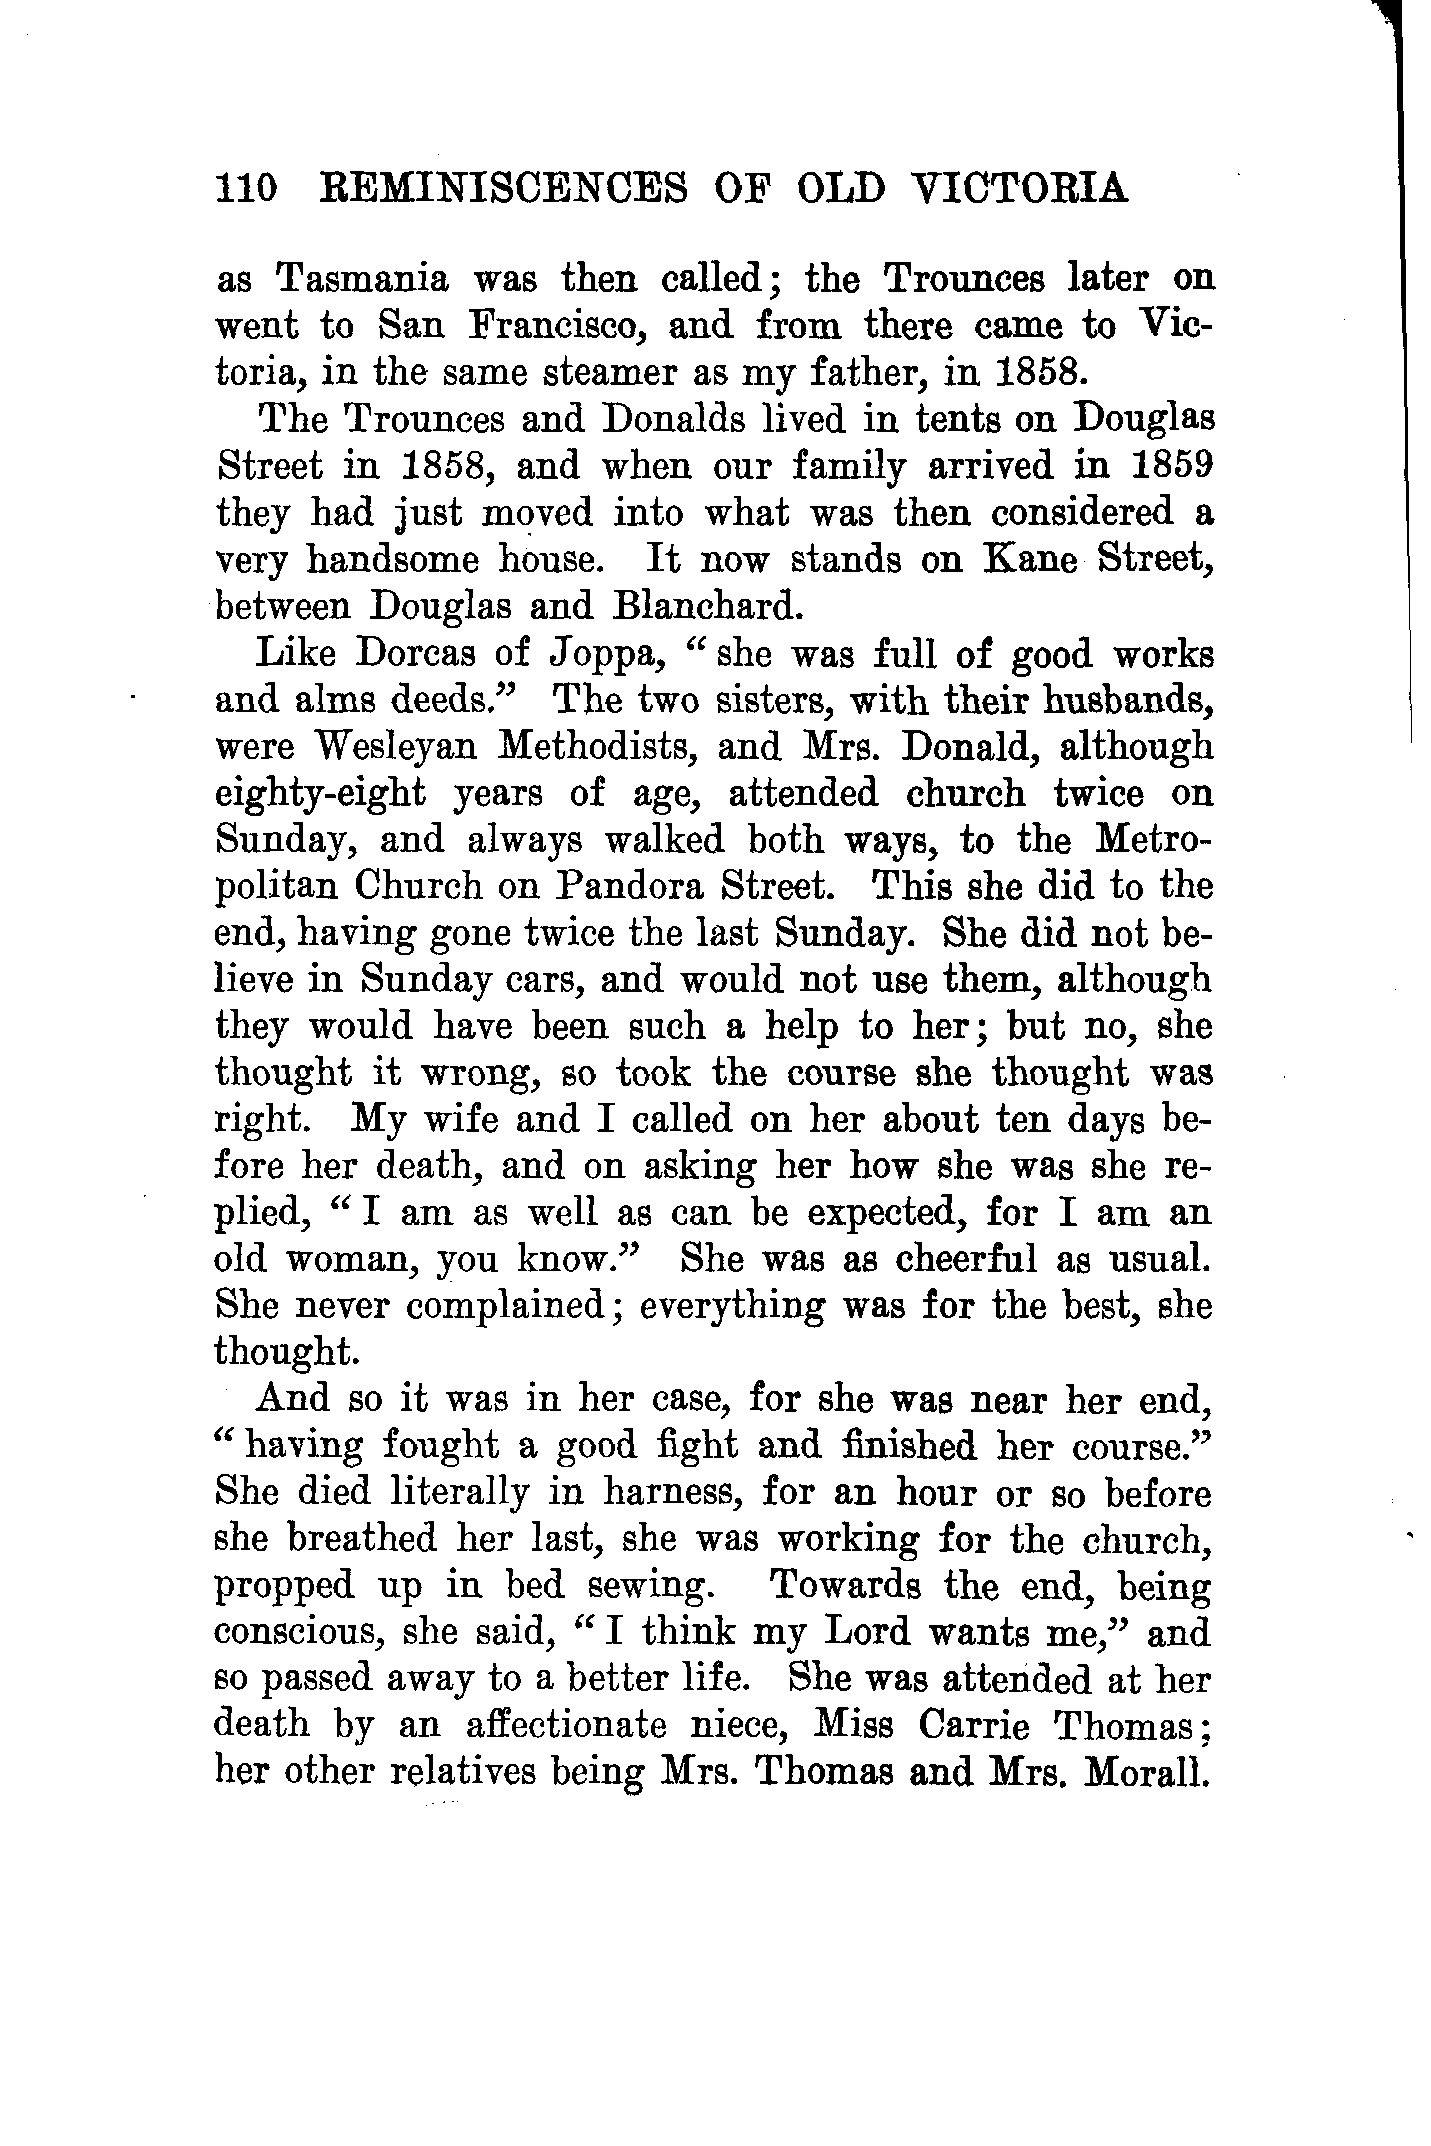 110 REMINISCENCES OF OLD VICTORIA
as Tasmania was then called; the Trounces later on
went to San Francisco, and from there came to Vic-
toria, in the same steamer as my father, in 1858.
The Trounces and Donalds lived in tents on Douglas
Street in 1858, and when our family arrived in 1859
they had just moved into what was then considered a
very handsome house. It now stands on Kane Street,
between Douglas and Blanchard.
Like Dorcas of Joppa, " she was full of good works
and alms deeds." The two sisters, with their husbands,
were Wesleyan Methodists, and Mrs. Donald, although
eighty-eight years of age, attended church twice on
Sunday, and always walked both ways, to the Metro-
politan Church on Pandora Street. This she did to the
end, having gone twice the last Sunday. She did not be-
lieve in Sunday cars, and would not use them, although
they would have been such a help to her; but no, she
thought it wrong, so took the course she thought was
right. My wife and I called on her about ten days be-
fore her death, and on asking her how she was she re-
plied, " I am as well as can be expected, for I am an
old woman, you know." She was as cheerful as usual.
She never complained; everything was for the best, she
thought.
And so it was in her case, for she was near her end,
" having fought a good fight and finished her course."
She died literally in harness, for an hour or so before
she breathed her last, she was working for the church,
propped up in bed sewing. Towards the end, being
conscious, she said, " I think my Lord wants me," and
so passed away to a better life. She was attended at her
death by an affectionate niece, Miss Carrie Thomas;
her other relatives being Mrs. Thomas and Mrs. Morall.